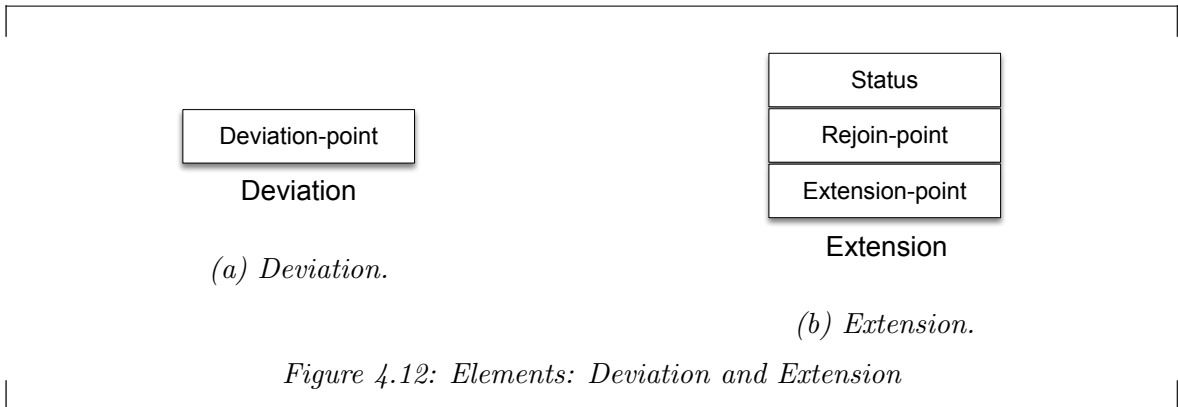 Deviation-point
Deviation
(a) Deviation.
Status
Rejoin-point
Extension-point
Extension
(b) Extension.
Figure 4.12: Elements: Deviation and Extension